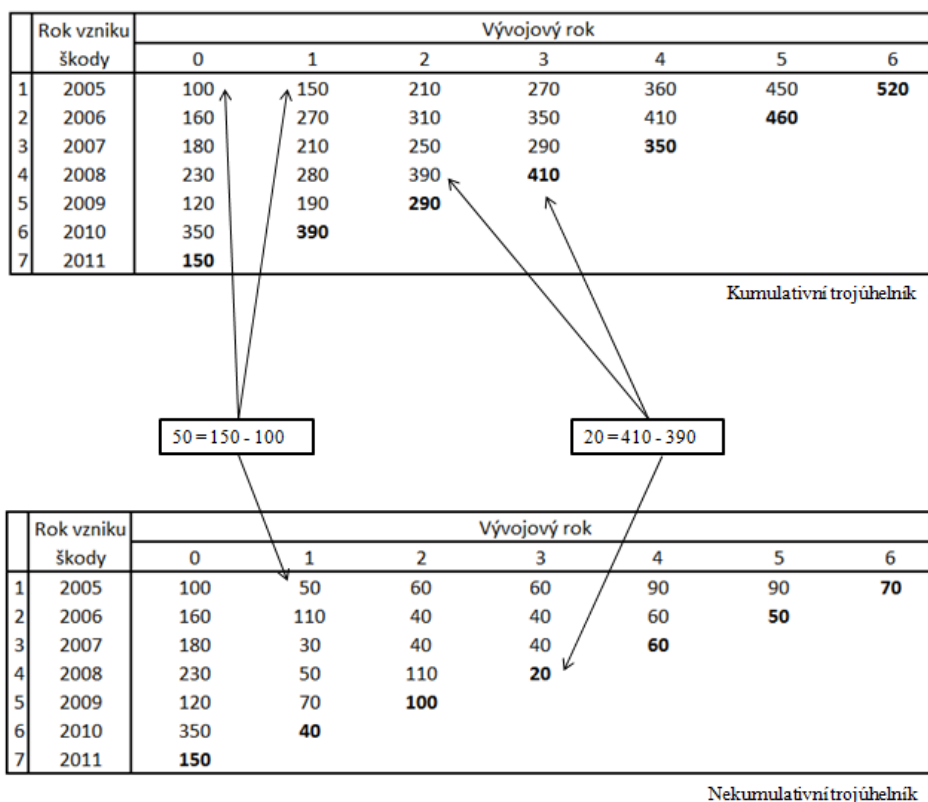 Rok vzniku Vývojový rok
škody 0 1 2 3 4 5 6
1 2005 100 150 210 270 360 450 520
2 2006 160 270 310 350 410 460
3 2007 180 210 250 290 350
4 2008 230 280 390 410
5 2009 120 190 290
6 2010 350 390
7 2011 150
Kumulativní trojúhelník
50 = 150 - 100 20 = 410 - 390
Rok vzniku Vývojový rok
škody 0 1 2 3 4 5 6
1 2005 100 50 60 60 90 90 70
2 2006 160 110 40 40 60 50
3 2007 180 30 40 40 60
4 2008 230 50 110 20
5 2009 120 70 100
6 2010 350 40
7 2011 150
Nekumulativní trojúhelník